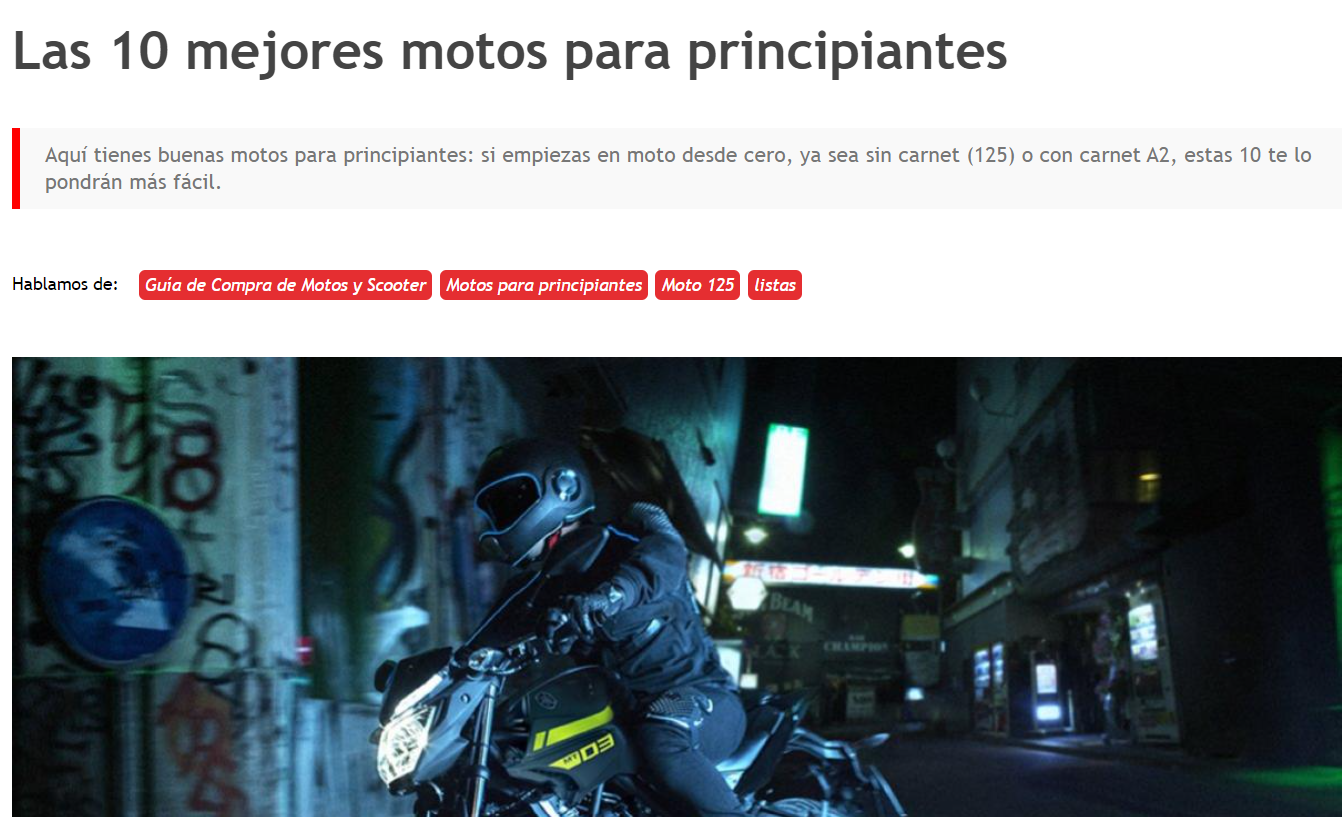 Las 10 mejores motos para principiantes
Aquí tienes buenas motos para principiantes: si empiezas en moto desde cero, ya sea sin carnet (125) o con carnet A2, estas 10 te lo
pondrán más fácil.
Hablamos de: Guía de Compra de Motos y Scooter Motos para principiantes Moto 125 listas
新宿ゴールデン街
BEAM
CHAMPION
MT 03